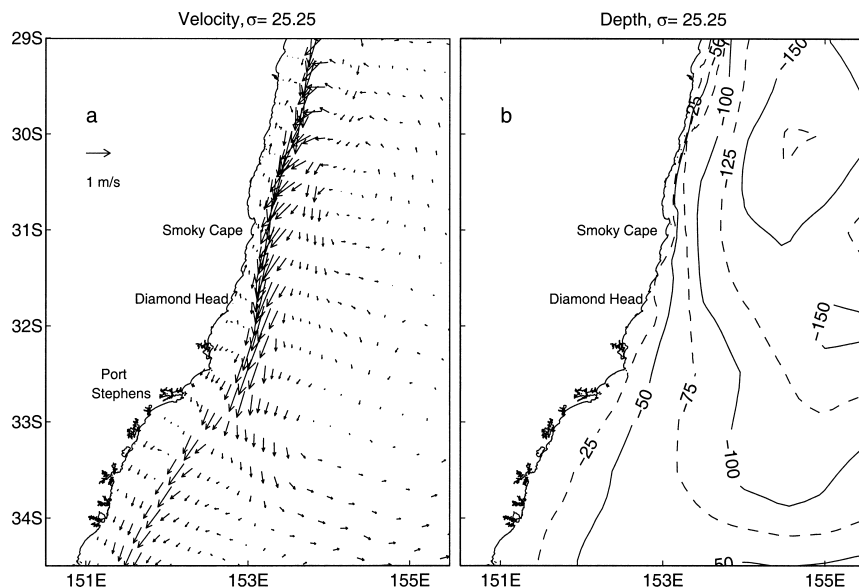 Velocity, σ= 25.25
Depth, σ= 25.25
29S
30S
31S
32S
33S
34S
a
1 m/s
Smoky Cape
Diamond Head
Port
Stephens
151E
153E
155E
b
Smoky Cape
Diamond Head
-50
-25
-100
-125
-150
-150
-50
-75
-25
-100
50
151E
153E
155E